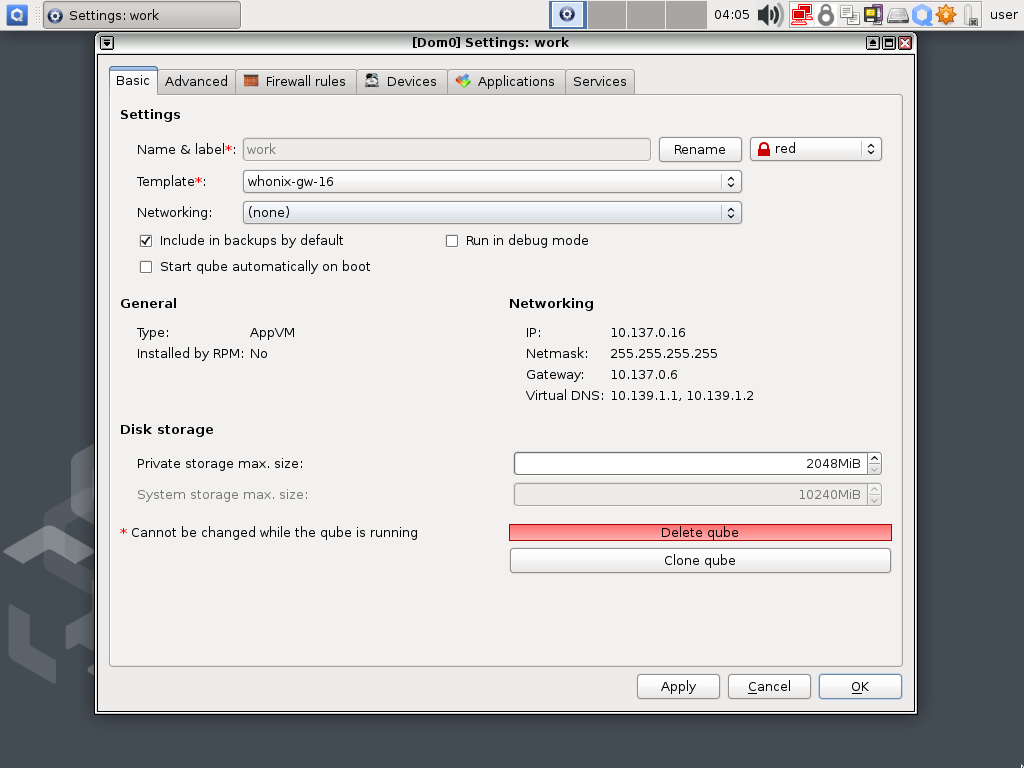 Settings: work 04:05 user
[Dom0] Settings: work
Basic Advanced Firewall rules Devices Applications Services
Settings
Name & label*: work Rename red
Template*: whonix-gw-16
Networking: (none)
Include in backups by default Run in debug mode
Start qube automatically on boot
General Networking
Type: AppVM IP: 10.137.0.16
Installed by RPM: No Netmask: 255.255.255.255
Gateway: 10.137.0.6
Virtual DNS: 10.139.1.1, 10.139.1.2
Disk storage
Private storage max. size: 2048MiB
System storage max. size: 10240MiB
* Cannot be changed while the qube is running Delete qube
Clone qube
Apply Cancel OK